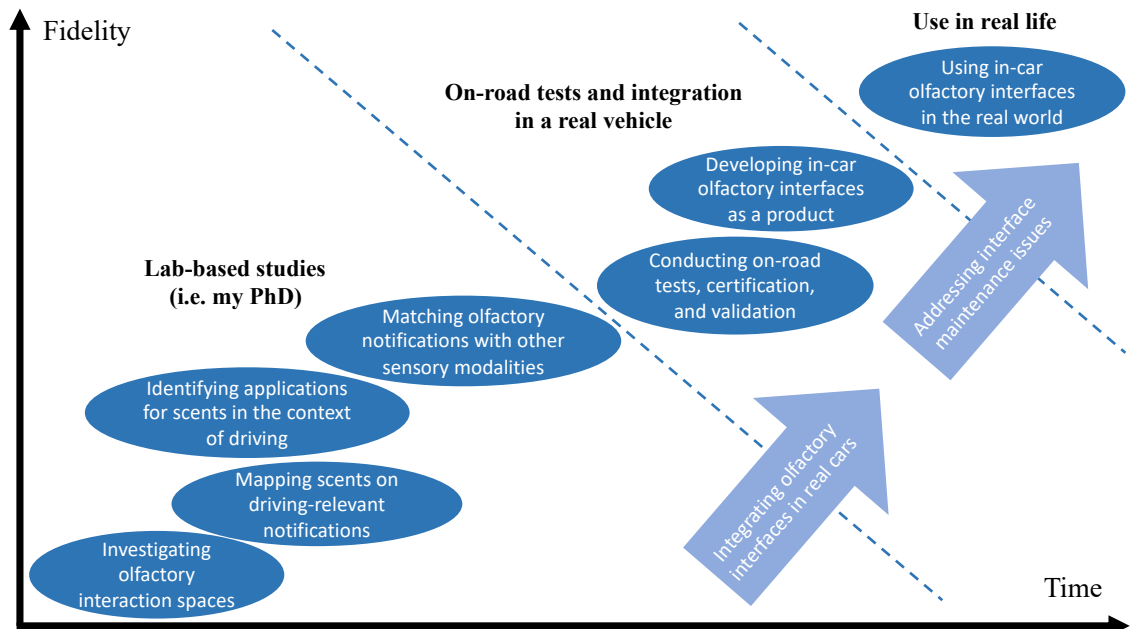 Fidelity
Use in real life
Using in-car
olfactory interfaces
in the real world
On-road tests and integration
in a real vehicle
Developing in-car
olfactory interfaces
as a product
Addressing interface
maintenance issues
Conducting on-road
tests, certification,
and validation
Lab-based studies
(i.e. my PhD)
Matching olfactory
notifications with other
sensory modalities
Identifying applications
for scents in the context
of driving
Integrating olfactory
interfaces in real cars
Mapping scents on
driving-relevant
notifications
Investigating
olfactory
interaction spaces
Time